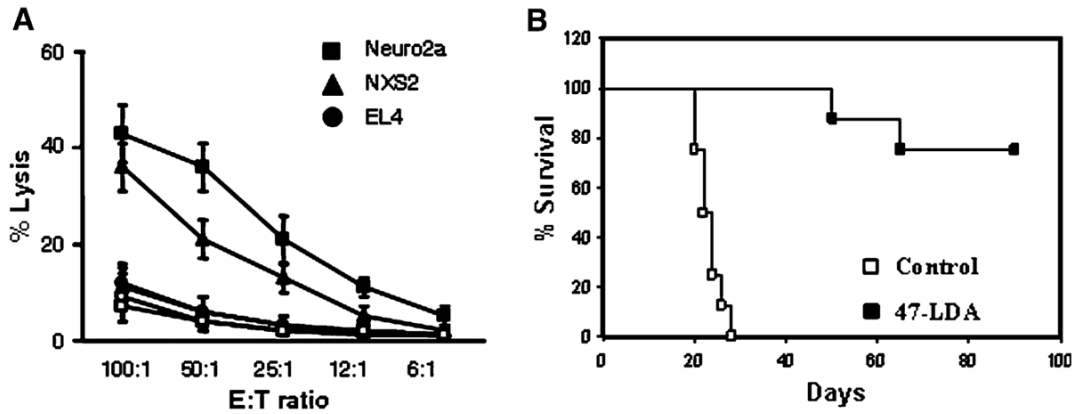 A
60
40
20
0
% Lysis
Neuro2a
NXS2
EL4
100:1 50:1 25:1 12:1 6:1
E:T ratio
B
120
100
80
60
40
20
0
% Survival
Control
47-LDA
0 20 40 60 80 100
Days